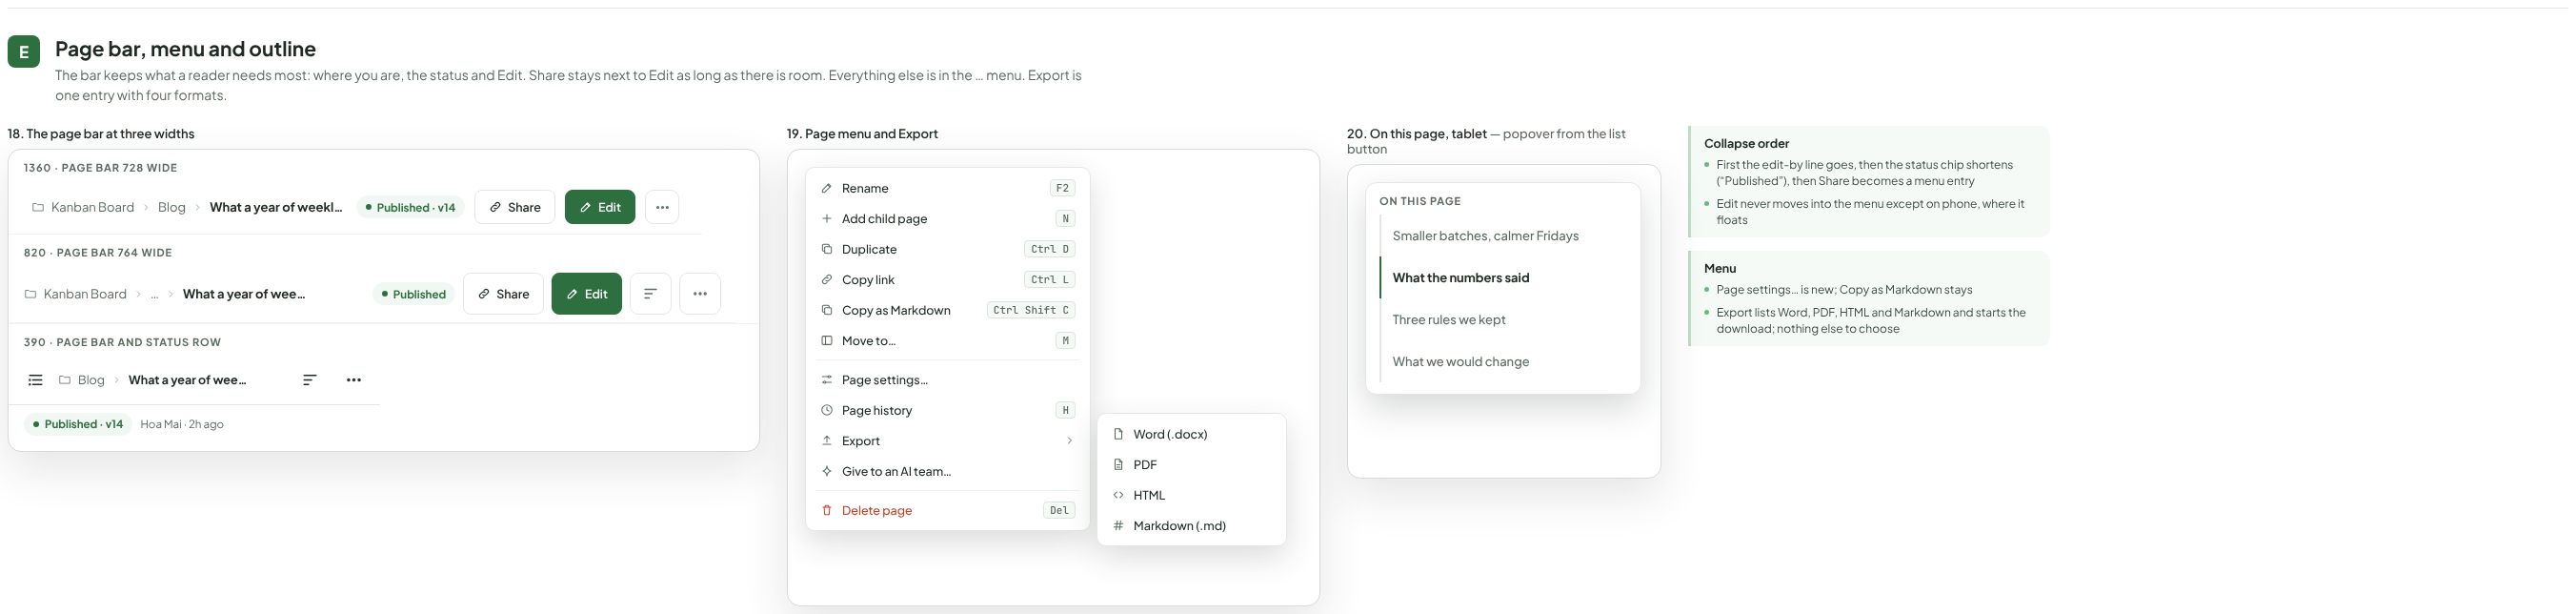 E
Page bar, menu and outline
The bar keeps what a reader needs most: where you are, the status and Edit. Share stays next to Edit as long as there is room. Everything else is in the … menu. Export is
one entry with four formats.
18. The page bar at three widths
1360 · PAGE BAR 728 WIDE
Kanban Board > Blog > What a year of weekl… Published · v14 Share Edit …
820 · PAGE BAR 764 WIDE
Kanban Board > … > What a year of wee… Published Share Edit …
390 · PAGE BAR AND STATUS ROW
Blog > What a year of wee… …
Published · v14 Hoa Mai · 2h ago
19. Page menu and Export
Rename F2
Add child page N
Duplicate Ctrl D
Copy link Ctrl L
Copy as Markdown Ctrl Shift C
Move to… M
Page settings…
Page history H
Export >
Give to an AI team…
Delete page Del
Word (.docx)
PDF
HTML
Markdown (.md)
20. On this page, tablet — popover from the list
button
ON THIS PAGE
Smaller batches, calmer Fridays
What the numbers said
Three rules we kept
What we would change
Collapse order
First the edit-by line goes, then the status chip shortens
(“Published”), then Share becomes a menu entry
Edit never moves into the menu except on phone, where it
floats
Menu
Page settings… is new; Copy as Markdown stays
Export lists Word, PDF, HTML and Markdown and starts the
download; nothing else to choose